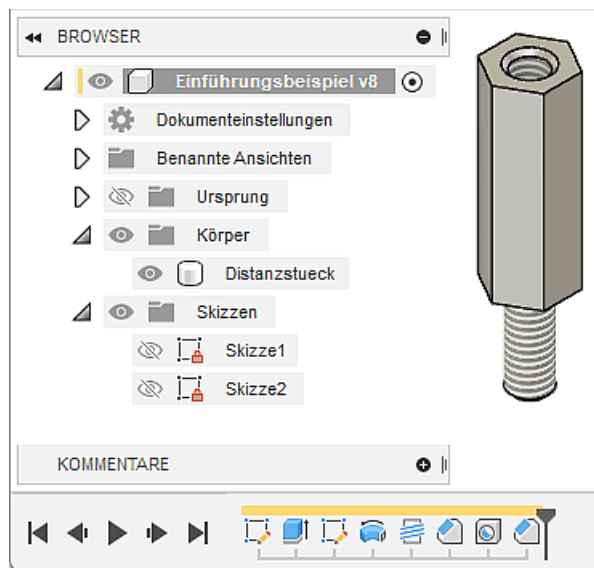 BROWSER
Einführungsbeispiel v8
Dokumenteinstellungen
Benannte Ansichten
Ursprung
Körper
Distanzstueck
Skizzen
Skizze1
Skizze2
KOMMENTARE